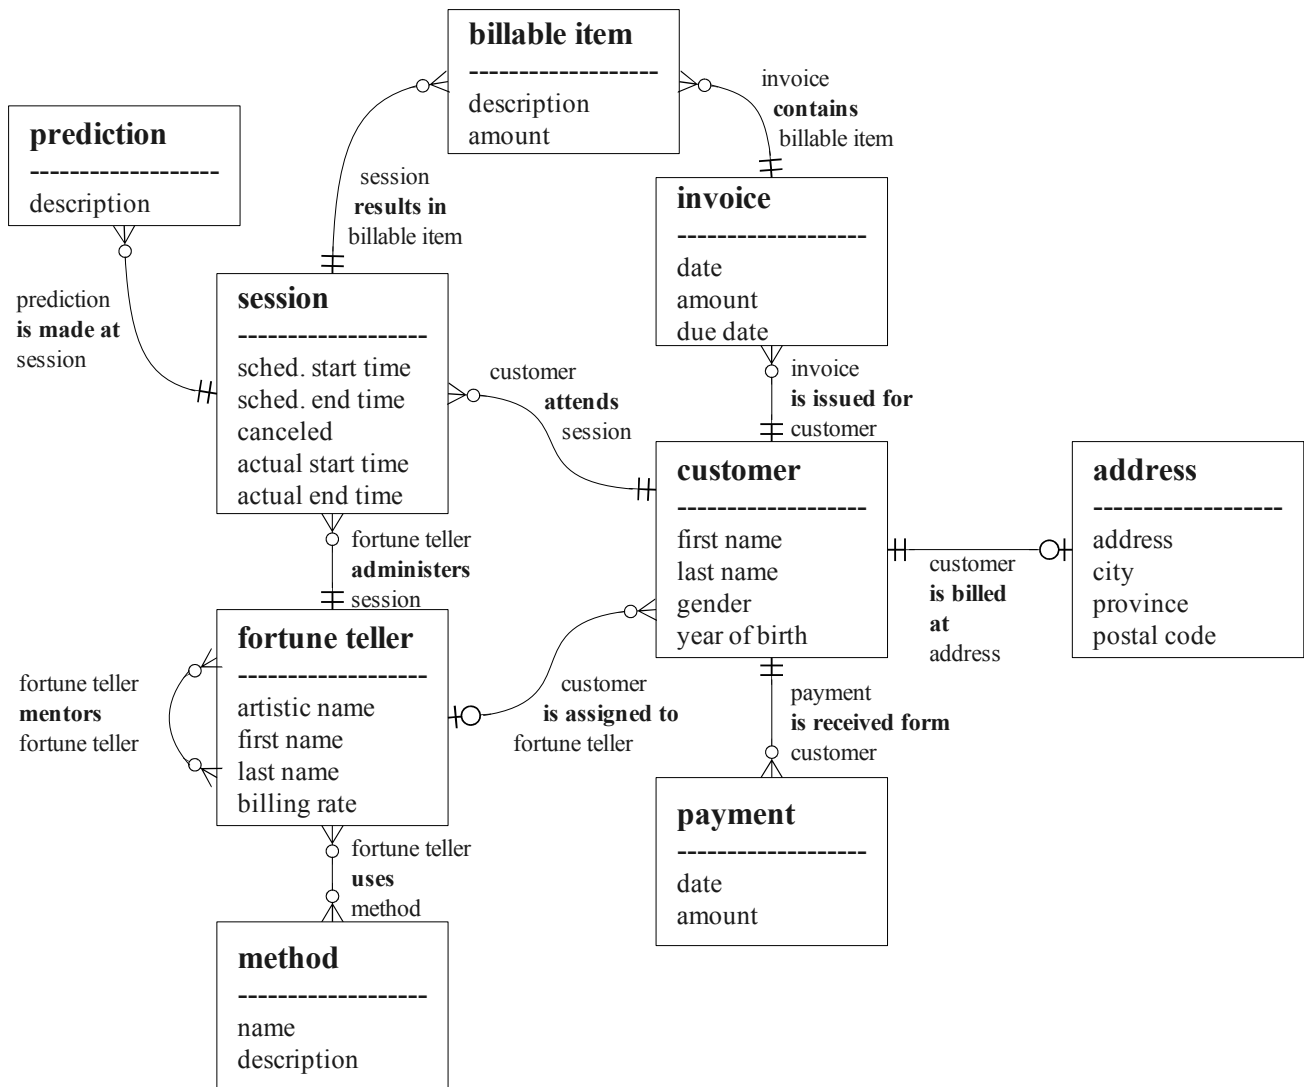 billable item
-------------------
description
amount
prediction
-------------------
description
invoice
contains
billable item
session
results in
billable item
invoice
-------------------
date
amount
due date
prediction
is made at
session
session
-------------------
sched. start time
sched. end time
canceled
actual start time
actual end time
customer
attends
session
invoice
is issued for
customer
customer
-------------------
first name
last name
gender
year of birth
address
-------------------
address
city
province
postal code
customer
is billed
at
address
fortune teller
administers
session
fortune teller
-------------------
artistic name
first name
last name
billing rate
fortune teller
mentors
fortune teller
customer
is assigned to
fortune teller
payment
is received form
customer
payment
-------------------
date
amount
fortune teller
uses
method
method
-------------------
name
description